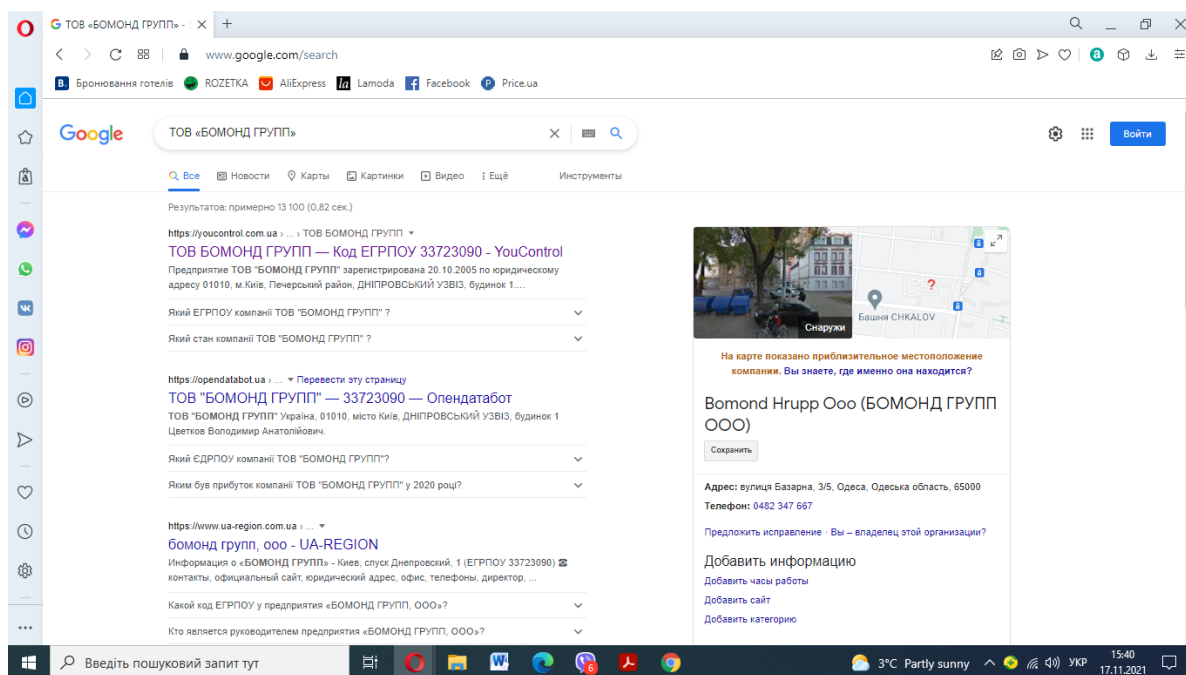 ТОВ «БОМОНД ГРУПП» -
www.google.com/search
Бронювання готелів ROZETKA AliExpress la Lamoda Facebook Price.ua
Google
ТОВ «БОМОНД ГРУПП»
Войти
Все Новости Карты Картинки Видео Ещё Инструменты
Результатов: примерно 13 100 (0,82 сек.)
https://youcontrol.com.ua › ... › ТОВ БОМОНД ГРУПП
ТОВ БОМОНД ГРУПП — Код ЕГРПОУ 33723090 - YouControl
Предприятие ТОВ "БОМОНД ГРУПП" зарегистрирована 20.10.2005 по юридическому
адресу 01010, м.Київ, Печерський район, ДНІПРОВСЬКИЙ УЗВІЗ, будинок 1....
Який ЕГРПОУ компанії ТОВ "БОМОНД ГРУПП" ?
Який стан компанії ТОВ "БОМОНД ГРУПП" ?
https://opendatabot.ua › ... Перевести эту страницу
ТОВ "БОМОНД ГРУПП" — 33723090 — Опендатабот
ТОВ "БОМОНД ГРУПП" Україна, 01010, місто Київ, ДНІПРОВСЬКИЙ УЗВІЗ, будинок 1
Цветков Володимир Анатолійович.
Який ЄДРПОУ компанії ТОВ "БОМОНД ГРУПП"?
Яким був прибуток компанії ТОВ "БОМОНД ГРУПП" у 2020 році?
https://www.ua-region.com.ua › ...
бомонд групп, ооо - UA-REGION
Информация о «БОМОНД ГРУПП» - Киев, спуск Днепровский, 1 (ЕГРПОУ 33723090) ☎
контакты, официальный сайт, юридический адрес, офис, телефоны, директор, ...
Какой код ЕГРПОУ у предприятия «БОМОНД ГРУПП, ООО»?
Кто является руководителем предприятия «БОМОНД ГРУПП, ООО»?
Снаружи
Башня CHKALOV
На карте показано приблизительное местоположение
компании. Вы знаете, где именно она находится?
Bomond Hrupp Ooo (БОМОНД ГРУПП
ООО)
Сохранить
Адрес: вулиця Базарна, 3/5, Одеса, Одеська область, 65000
Телефон: 0482 347 667
Предложить исправление · Вы – владелец этой организации?
Добавить информацию
Добавить часы работы
Добавить сайт
Добавить категорию
Введіть пошуковий запит тут
3°C Partly sunny
УКР
15:40
17.11.2021